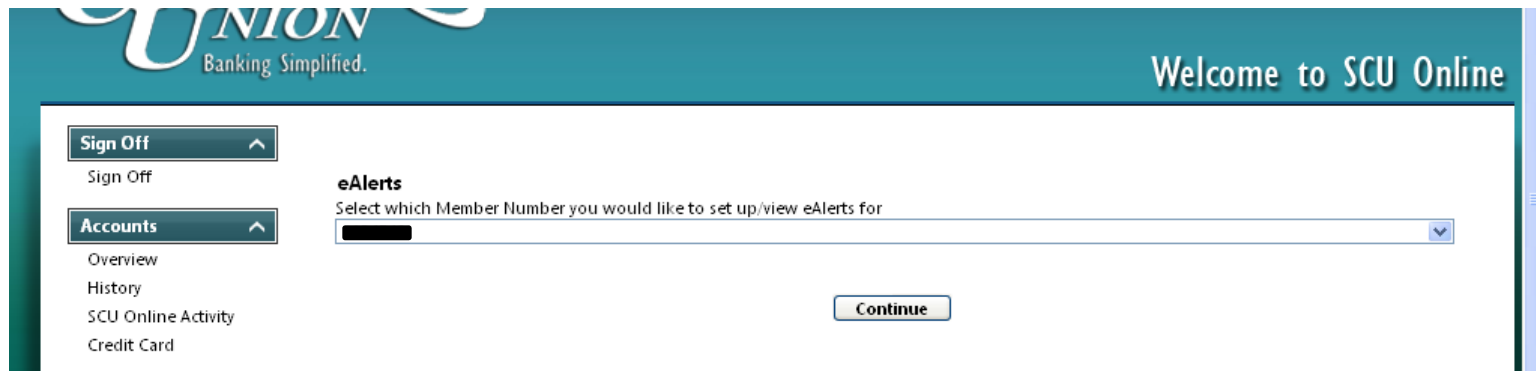 UNION
Banking Simplified.
Welcome to SCU Online
Sign Off
Sign Off
eAlerts
Select which Member Number you would like to set up/view eAlerts for
Accounts
Overview
History
SCU Online Activity
Credit Card
Continue